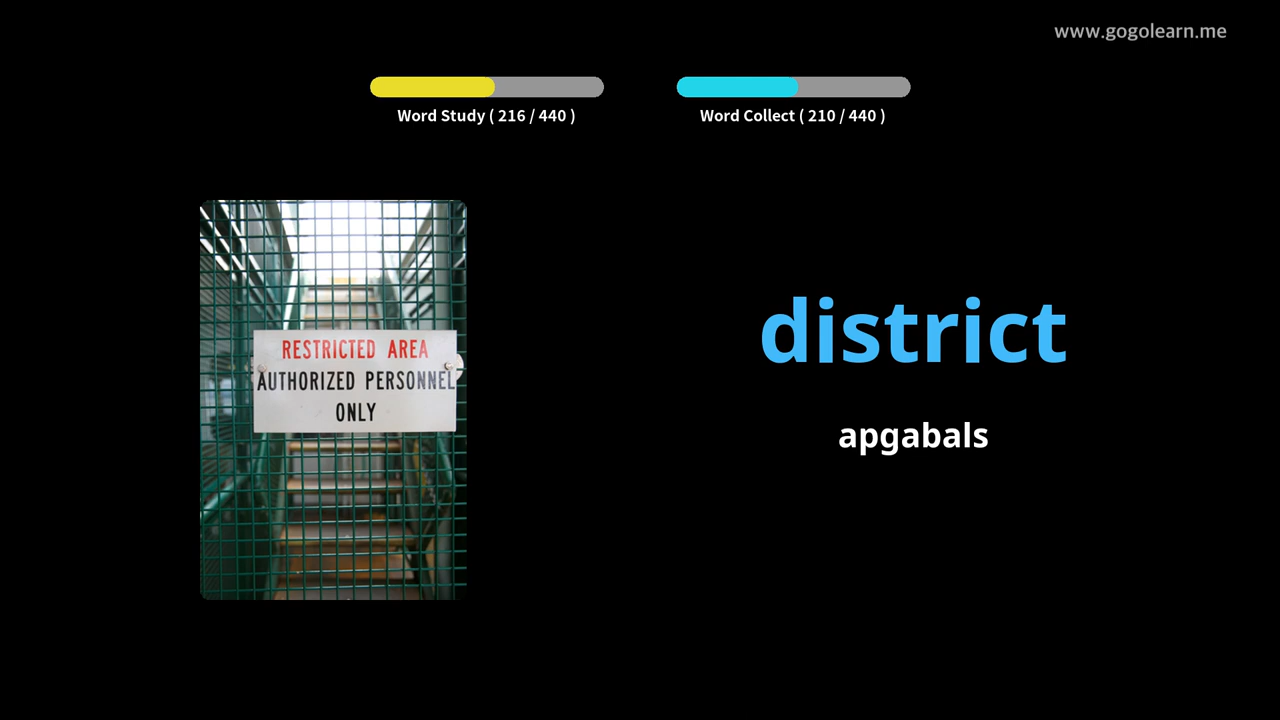 www.gogolearn.me
Word Study ( 216 / 440 )
Word Collect ( 210 / 440 )
RESTRICTED AREA
AUTHORIZED PERSONNEL
ONLY
district
apgabals